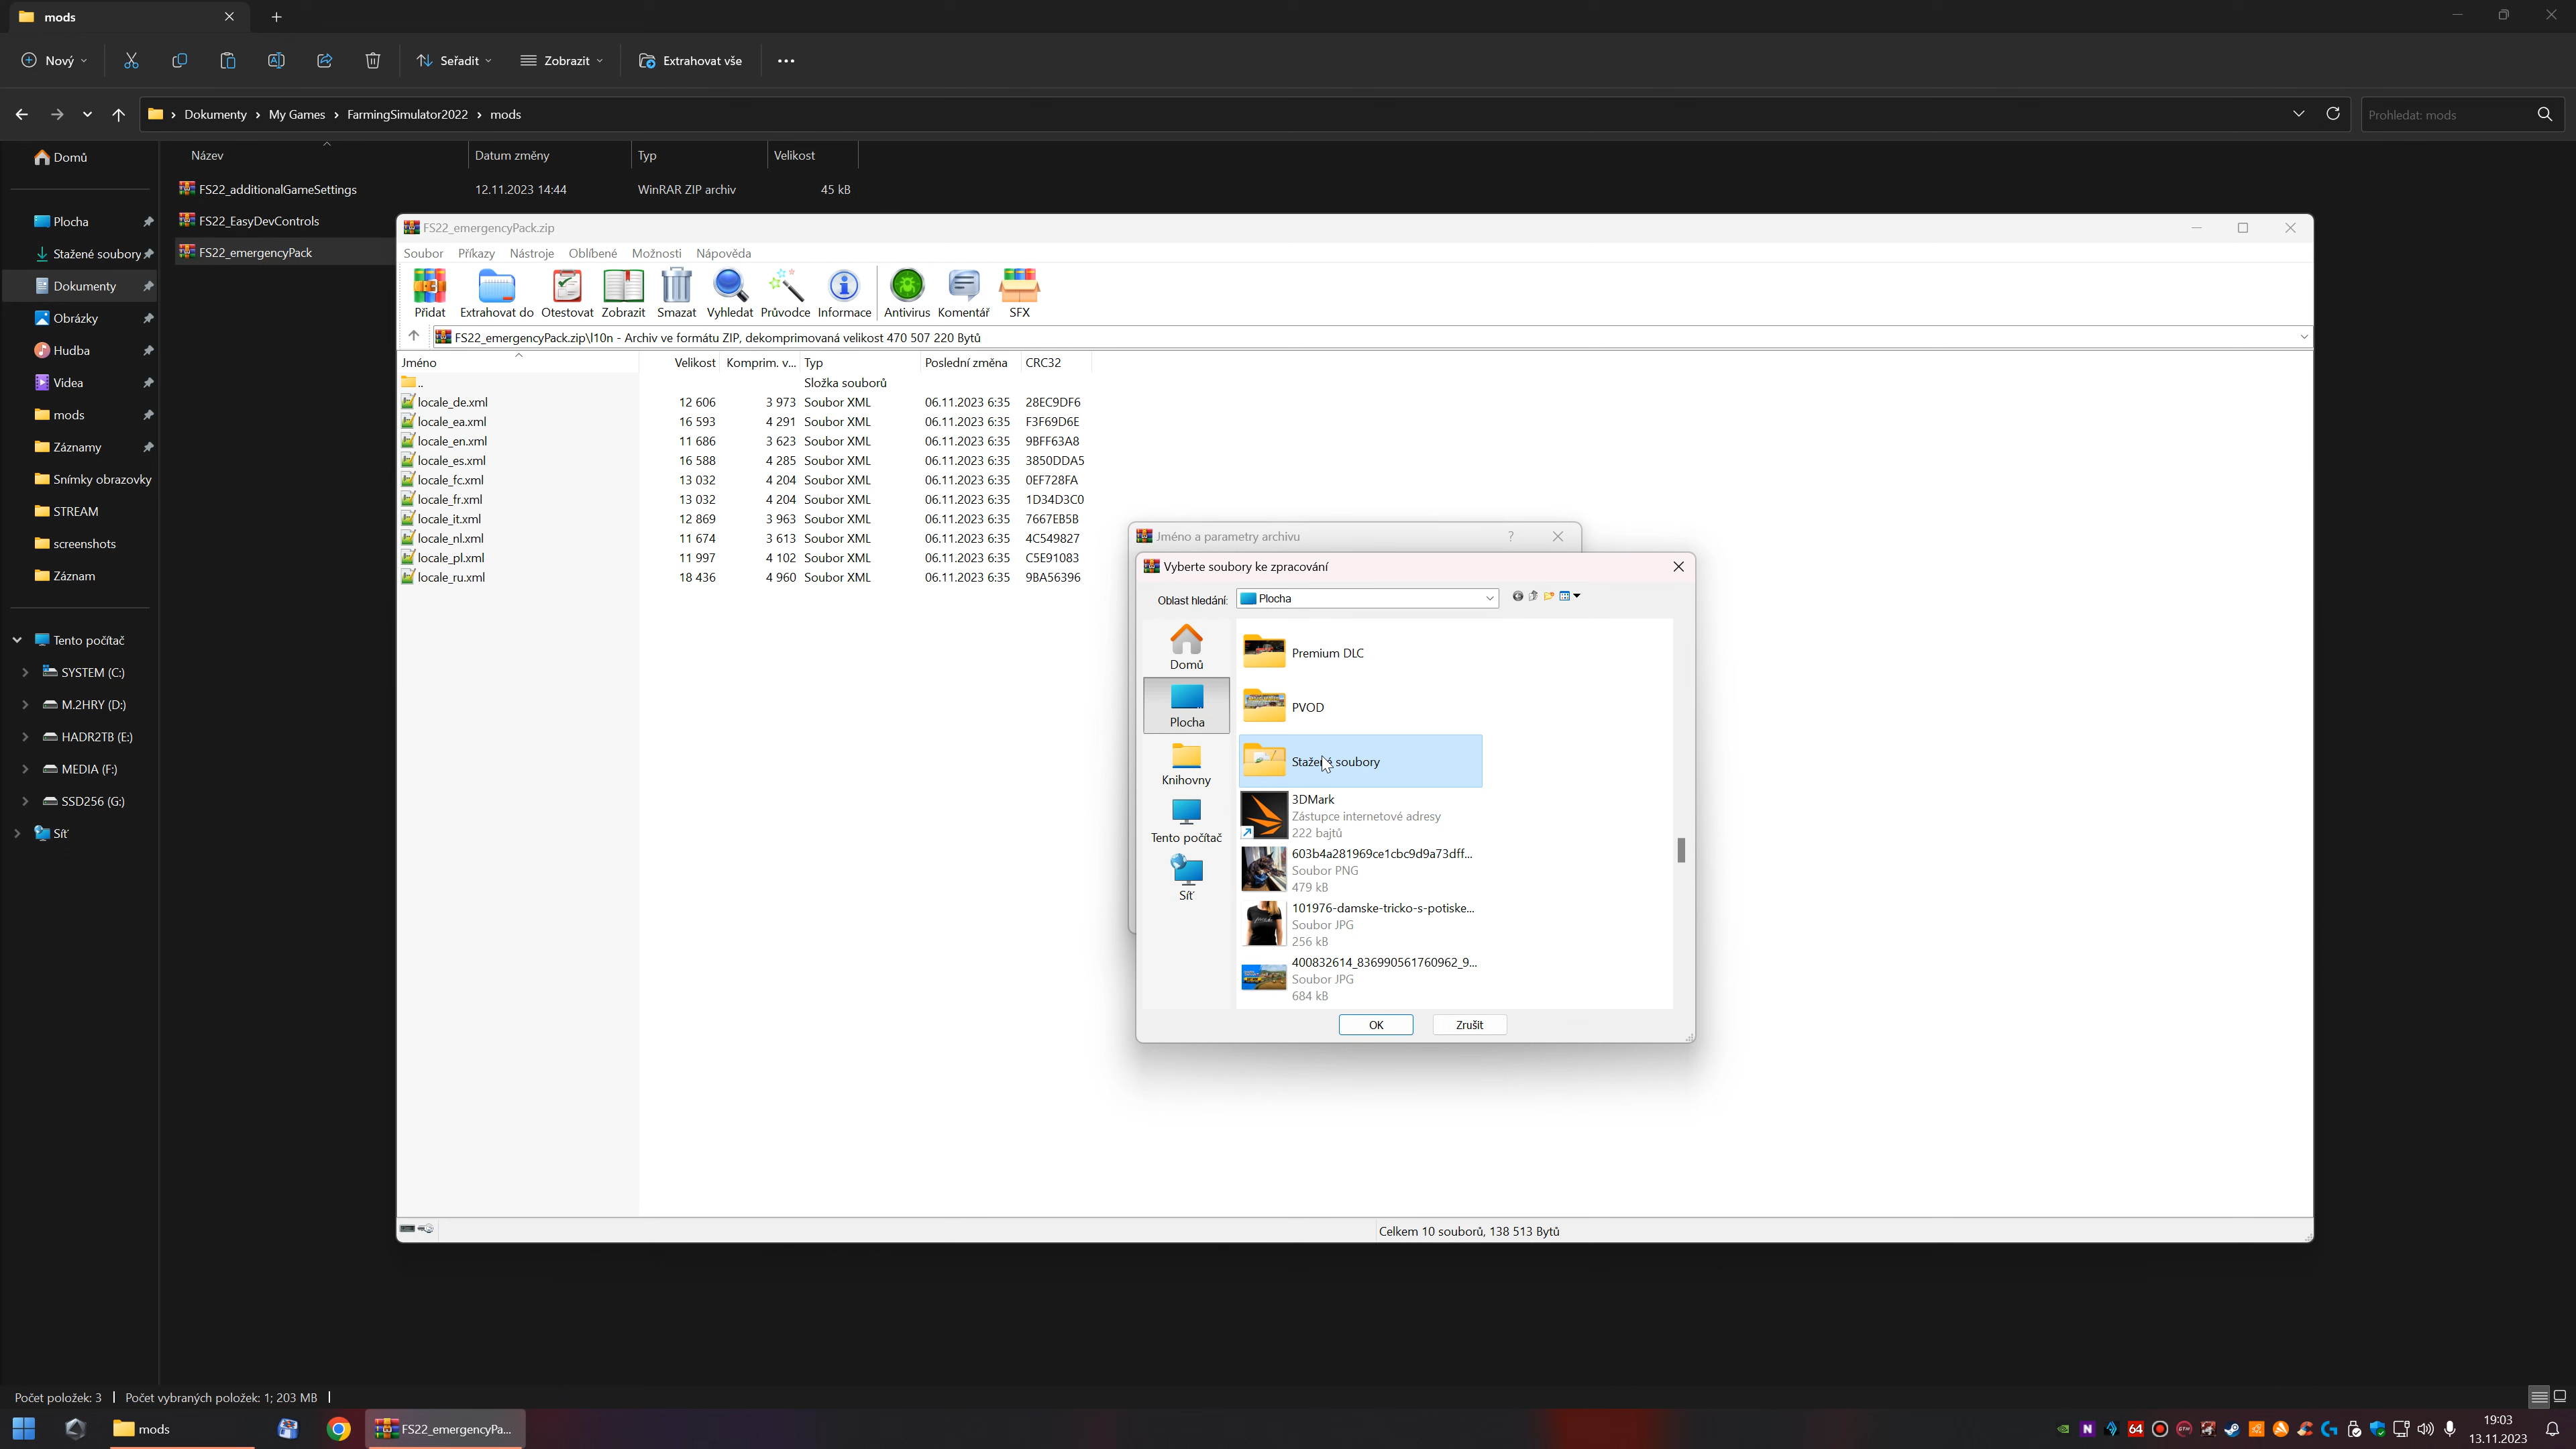 mods
Nový
Seřadit
Zobrazit
Extrahovat vše
Dokumenty > My Games > FarmingSimulator2022 > mods
Prohledat: mods
Domů
Plocha
Stažené soubory
Dokumenty
Obrázky
Hudba
Videa
mods
Záznamy
Snímky obrazovky
STREAM
screenshots
Záznam
Tento počítač
SYSTEM (C:)
M.2HRY (D:)
HADR2TB (E:)
MEDIA (F:)
SSD256 (G:)
Síť
Název Datum změny Typ Velikost
FS22_additionalGameSettings 12.11.2023 14:44 WinRAR ZIP archiv 45 kB
FS22_EasyDevControls
FS22_emergencyPack
FS22_emergencyPack.zip
Soubor Příkazy Nástroje Oblíbené Možnosti Nápověda
Přidat Extrahovat do Otestovat Zobrazit Smazat Vyhledat Průvodce Informace Antivirus Komentář SFX
FS22_emergencyPack.zip\l10n - Archiv ve formátu ZIP, dekomprimovaná velikost 470 507 220 Bytů
Jméno Velikost Komprim. v... Typ Poslední změna CRC32
.. Složka souborů
locale_de.xml 12 606 3 973 Soubor XML 06.11.2023 6:35 28EC9DF6
locale_ea.xml 16 593 4 291 Soubor XML 06.11.2023 6:35 F3F69D6E
locale_en.xml 11 686 3 623 Soubor XML 06.11.2023 6:35 9BFF63A8
locale_es.xml 16 588 4 285 Soubor XML 06.11.2023 6:35 3850DDA5
locale_fc.xml 13 032 4 204 Soubor XML 06.11.2023 6:35 0EF728FA
locale_fr.xml 13 032 4 204 Soubor XML 06.11.2023 6:35 1D34D3C0
locale_it.xml 12 869 3 963 Soubor XML 06.11.2023 6:35 7667EB5B
locale_nl.xml 11 674 3 613 Soubor XML 06.11.2023 6:35 4C549827
locale_pl.xml 11 997 4 102 Soubor XML 06.11.2023 6:35 C5E91083
locale_ru.xml 18 436 4 960 Soubor XML 06.11.2023 6:35 9BA56396
Jméno a parametry archivu
?
Vyberte soubory ke zpracování
Oblast hledání: Plocha
Domů
Plocha
Knihovny
Tento počítač
Síť
Premium DLC
PVOD
Stažené soubory
3DMark
Zástupce internetové adresy
222 bajtů
603b4a281969ce1cbc9d9a73dff...
Soubor PNG
479 kB
101976-damske-tricko-s-potiske...
Soubor JPG
256 kB
400832614_836990561760962_9...
Soubor JPG
684 kB
OK Zrušit
Celkem 10 souborů, 138 513 Bytů
Počet položek: 3 Počet vybraných položek: 1; 203 MB
mods
FS22_emergencyPa...
64
19:03
13.11.2023